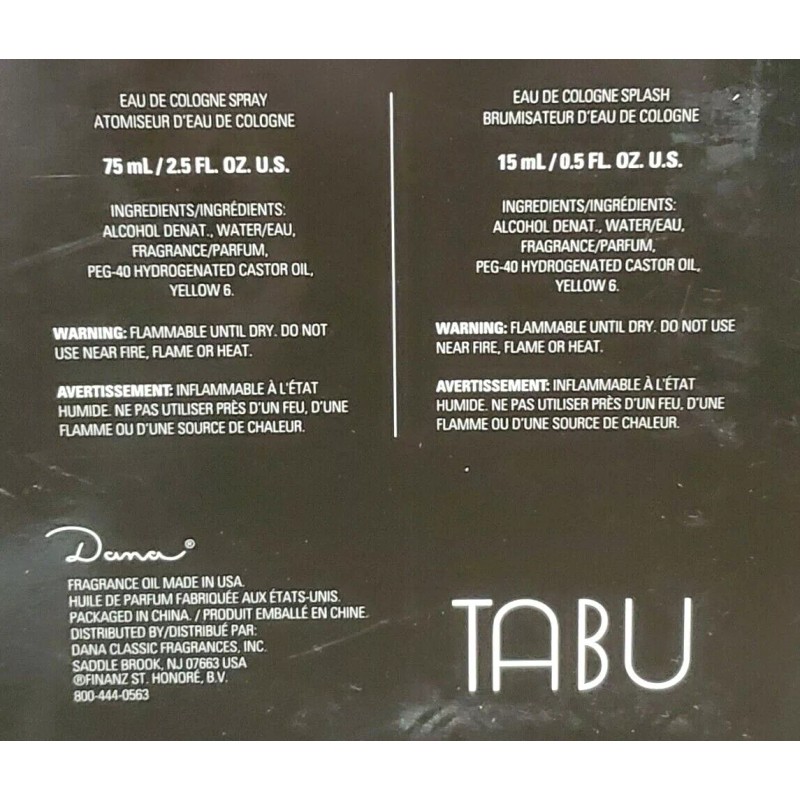 EAU DE COLOGNE SPRAY
ATOMISEUR D'EAU DE COLOGNE
75 mL / 2.5 FL. OZ. U.S.
INGREDIENTS/INGRÉDIENTS:
ALCOHOL DENAT., WATER/EAU,
FRAGRANCE/PARFUM,
PEG-40 HYDROGENATED CASTOR OIL,
YELLOW 6.
WARNING: FLAMMABLE UNTIL DRY. DO NOT
USE NEAR FIRE, FLAME OR HEAT.
AVERTISSEMENT: INFLAMMABLE À L'ÉTAT
HUMIDE. NE PAS UTILISER PRÈS D'UN FEU, D'UNE
FLAMME OU D'UNE SOURCE DE CHALEUR.
EAU DE COLOGNE SPLASH
BRUMISATEUR D'EAU DE COLOGNE
15 mL / 0.5 FL. OZ. U.S.
INGREDIENTS/INGRÉDIENTS:
ALCOHOL DENAT., WATER/EAU,
FRAGRANCE/PARFUM,
PEG-40 HYDROGENATED CASTOR OIL,
YELLOW 6.
WARNING: FLAMMABLE UNTIL DRY. DO NOT USE
NEAR FIRE, FLAME OR HEAT.
AVERTISSEMENT: INFLAMMABLE À L'ÉTAT
HUMIDE. NE PAS UTILISER PRÈS D'UN FEU, D'UNE
FLAMME OU D'UNE SOURCE DE CHALEUR.
Dana®
FRAGRANCE OIL MADE IN USA.
HUILE DE PARFUM FABRIQUÉE AUX ÉTATS-UNIS.
PACKAGED IN CHINA. / PRODUIT EMBALLÉ EN CHINE.
DISTRIBUTED BY/DISTRIBUÉ PAR:
DANA CLASSIC FRAGRANCES, INC.
SADDLE BROOK, NJ 07663 USA
®FINANZ ST. HONORÉ, B.V.
800-444-0563
TABU